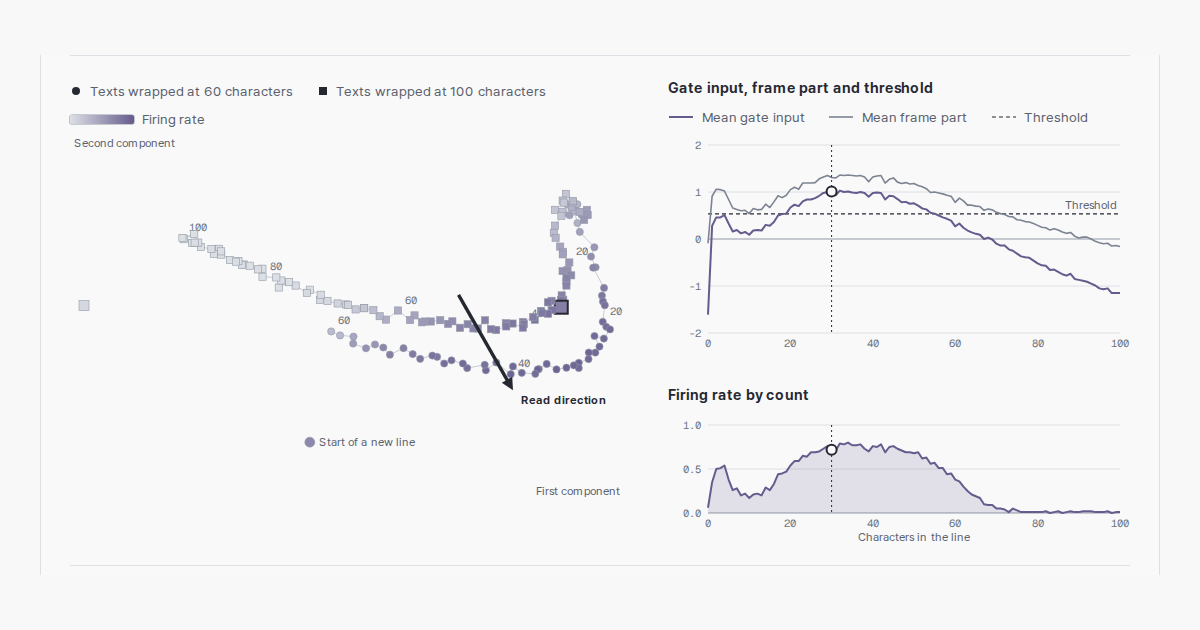 Texts wrapped at 60 characters
Texts wrapped at 100 characters
Firing rate
Second component
100
80
60
60
40
4
20
20
Read direction
Start of a new line
First component
Gate input, frame part and threshold
Mean gate input
Mean frame part
Threshold
2
1
0
-1
-2
Threshold
0 20 40 60 80 100
Firing rate by count
1.0
0.5
0.0
0 20 40 60 80 100
Characters in the line